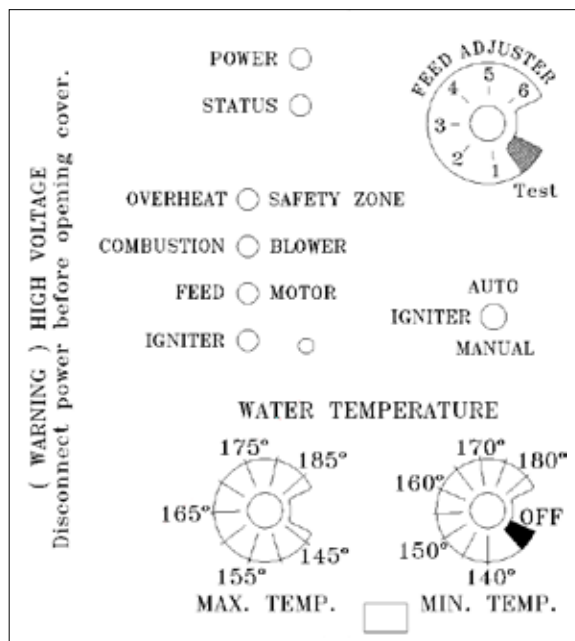 ( WARNING ) HIGH VOLTAGE
Disconnect power before opening cover.
POWER
STATUS
FEED ADJUSTER
1 2 3 4 5 6
Test
OVERHEAT SAFETY ZONE
COMBUSTION BLOWER
FEED MOTOR
IGNITER
AUTO
IGNITER
MANUAL
WATER TEMPERATURE
145° 155° 165° 175° 185°
MAX. TEMP.
OFF 140° 150° 160° 170° 180°
MIN. TEMP.